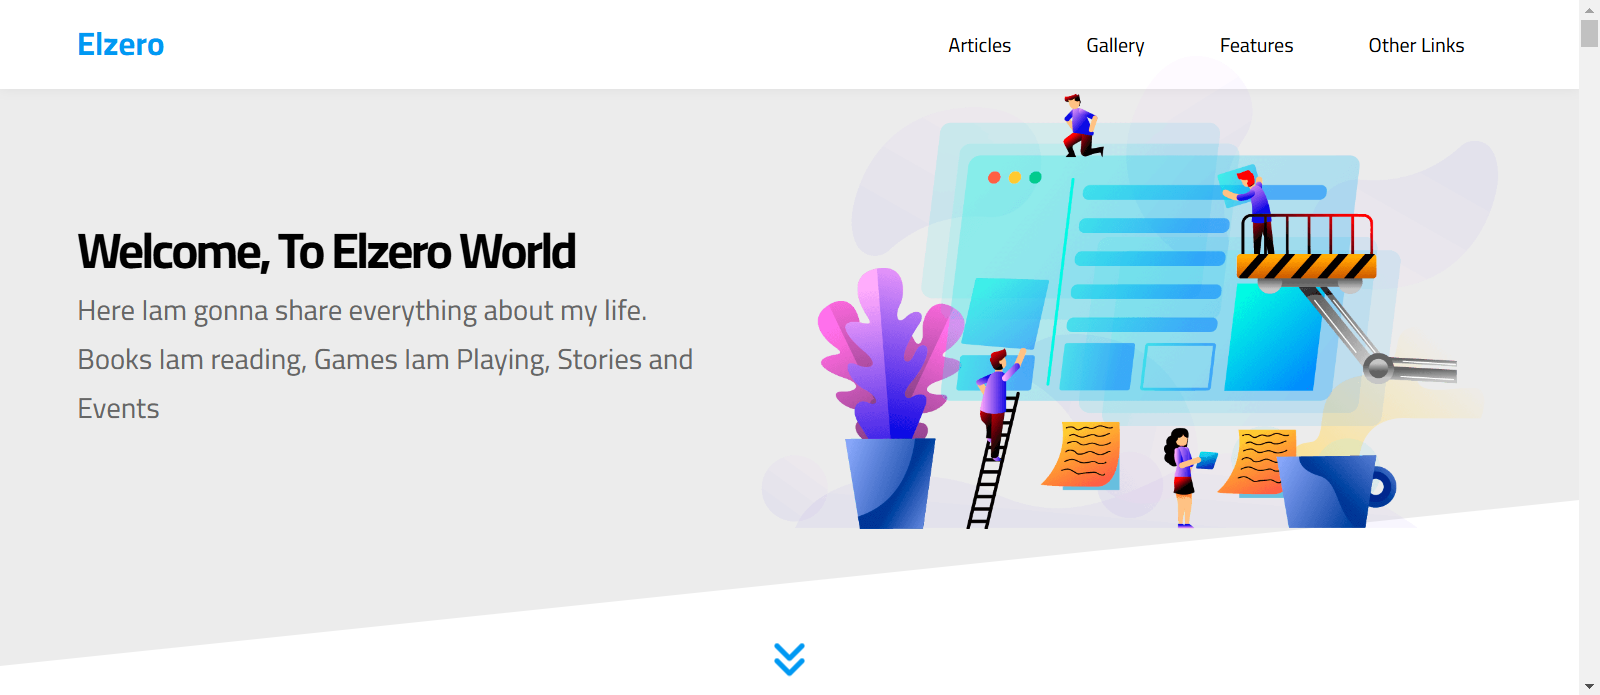 Elzero
Articles
Gallery
Features
Other Links
Welcome, To Elzero World
Here Iam gonna share everything about my life.
Books Iam reading, Games Iam Playing, Stories and
Events